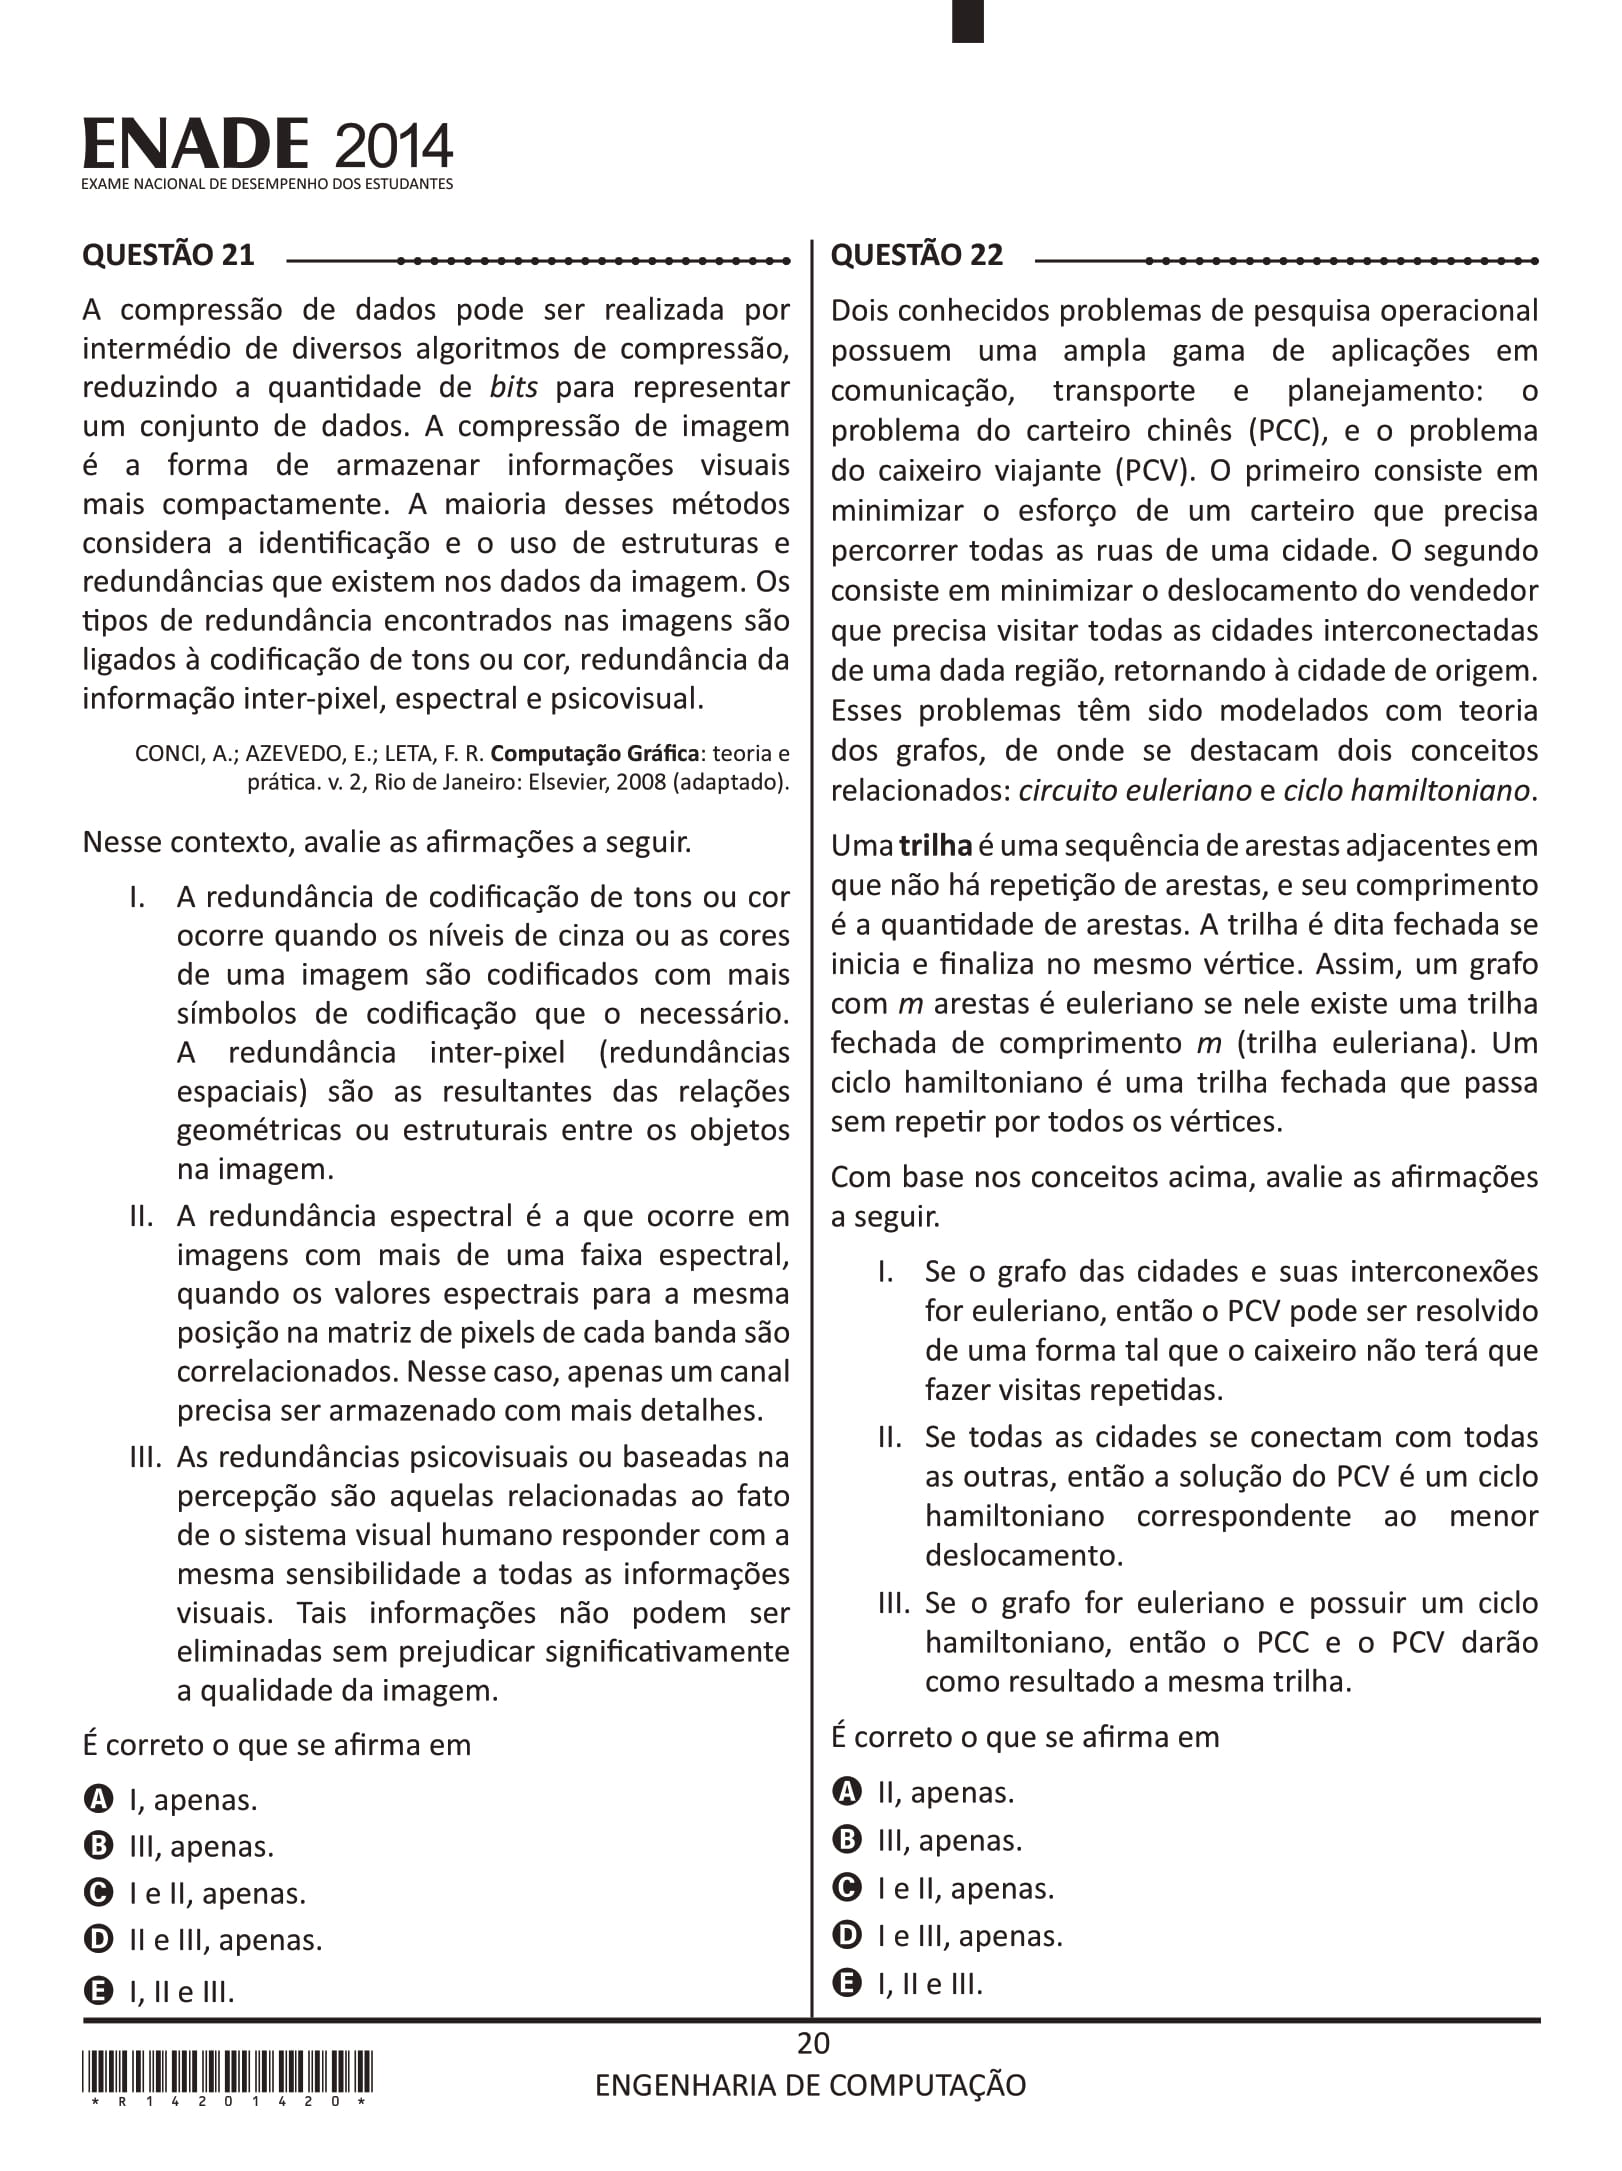 ENADE 2014
EXAME NACIONAL DE DESEMPENHO DOS ESTUDANTES
QUESTÃO 21
A compressão de dados pode ser realizada por
intermédio de diversos algoritmos de compressão,
reduzindo a quantidade de bits para representar
um conjunto de dados. A compressão de imagem
é a forma de armazenar informações visuais
mais compactamente. A maioria desses métodos
considera a identificação e o uso de estruturas e
redundâncias que existem nos dados da imagem. Os
tipos de redundância encontrados nas imagens são
ligados à codificação de tons ou cor, redundância da
informação inter-pixel, espectral e psicovisual.
CONCI, A.; AZEVEDO, E.; LETA, F. R. Computação Gráfica: teoria e
prática. v. 2, Rio de Janeiro: Elsevier, 2008 (adaptado).
Nesse contexto, avalie as afirmações a seguir.
I. A redundância de codificação de tons ou cor
ocorre quando os níveis de cinza ou as cores
de uma imagem são codificados com mais
símbolos de codificação que o necessário.
A redundância inter-pixel (redundâncias
espaciais) são as resultantes das relações
geométricas ou estruturais entre os objetos
na imagem.
II. A redundância espectral é a que ocorre em
imagens com mais de uma faixa espectral,
quando os valores espectrais para a mesma
posição na matriz de pixels de cada banda são
correlacionados. Nesse caso, apenas um canal
precisa ser armazenado com mais detalhes.
III. As redundâncias psicovisuais ou baseadas na
percepção são aquelas relacionadas ao fato
de o sistema visual humano responder com a
mesma sensibilidade a todas as informações
visuais. Tais informações não podem ser
eliminadas sem prejudicar significativamente
a qualidade da imagem.
É correto o que se afirma em
A I, apenas.
B III, apenas.
C I e II, apenas.
D II e III, apenas.
E I, II e III.
QUESTÃO 22
Dois conhecidos problemas de pesquisa operacional
possuem uma ampla gama de aplicações em
comunicação, transporte e planejamento: o
problema do carteiro chinês (PCC), e o problema
do caixeiro viajante (PCV). O primeiro consiste em
minimizar o esforço de um carteiro que precisa
percorrer todas as ruas de uma cidade. O segundo
consiste em minimizar o deslocamento do vendedor
que precisa visitar todas as cidades interconectadas
de uma dada região, retornando à cidade de origem.
Esses problemas têm sido modelados com teoria
dos grafos, de onde se destacam dois conceitos
relacionados: circuito euleriano e ciclo hamiltoniano.
Uma trilha é uma sequência de arestas adjacentes em
que não há repetição de arestas, e seu comprimento
é a quantidade de arestas. A trilha é dita fechada se
inicia e finaliza no mesmo vértice. Assim, um grafo
com m arestas é euleriano se nele existe uma trilha
fechada de comprimento m (trilha euleriana). Um
ciclo hamiltoniano é uma trilha fechada que passa
sem repetir por todos os vértices.
Com base nos conceitos acima, avalie as afirmações
a seguir.
I. Se o grafo das cidades e suas interconexões
for euleriano, então o PCV pode ser resolvido
de uma forma tal que o caixeiro não terá que
fazer visitas repetidas.
II. Se todas as cidades se conectam com todas
as outras, então a solução do PCV é um ciclo
hamiltoniano correspondente ao menor
deslocamento.
III. Se o grafo for euleriano e possuir um ciclo
hamiltoniano, então o PCC e o PCV darão
como resultado a mesma trilha.
É correto o que se afirma em
A II, apenas.
B III, apenas.
C I e II, apenas.
D I e III, apenas.
E I, II e III.
20
ENGENHARIA DE COMPUTAÇÃO
* R 1 4 2 0 1 4 2 0 *